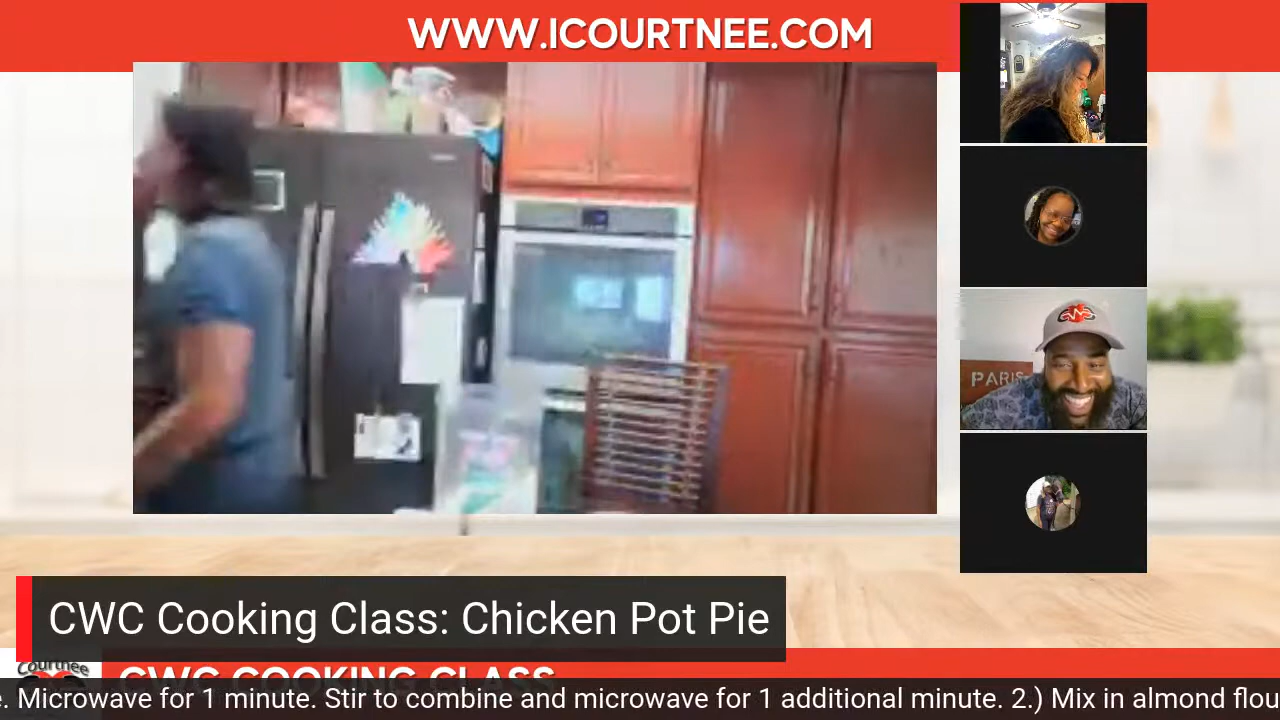 WWW.ICOURTNEE.COM
PARIS
CWC Cooking Class: Chicken Pot Pie
Courtnee
CWC COOKING CLASS
. Microwave for 1 minute. Stir to combine and microwave for 1 additional minute. 2.) Mix in almond flou